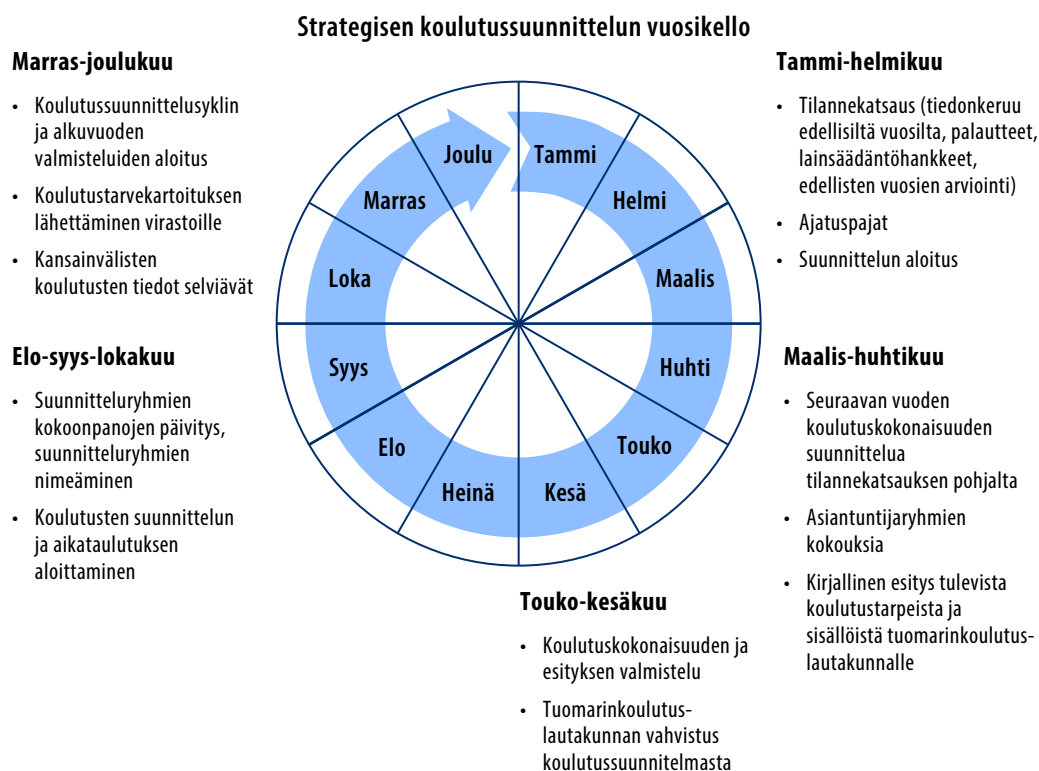 Strategisen koulutussuunnittelun vuosikello
Marras-joulukuu
• Koulutussuunnittelusyklin
ja alkuvuoden
valmisteluiden aloitus
• Koulutustarvekartoituksen
lähettäminen virastoille
• Kansainvälisten
koulutusten tiedot selviävät
Elo-syys-lokakuu
• Suunnitteluryhmien
kokoonpanojen päivitys,
suunnitteluryhmien
nimeäminen
• Koulutusten suunnittelun
ja aikataulutuksen
aloittaminen
Tammi
Helmi
Maalis
Huhti
Touko
Kesä
Heinä
Elo
Syys
Loka
Marras
Joulu
Tammi-helmikuu
• Tilannekatsaus (tiedonkeruu
edellisiltä vuosilta, palautteet,
lainsäädäntöhankkeet,
edellisten vuosien arviointi)
• Ajatuspajat
• Suunnittelun aloitus
Maalis-huhtikuu
• Seuraavan vuoden
koulutuskokonaisuuden
suunnittelua
tilannekatsauksen pohjalta
• Asiantuntijaryhmien
kokouksia
• Kirjallinen esitys tulevista
koulutustarpeista ja
sisällöistä tuomarinkoulutus-
lautakunnalle
Touko-kesäkuu
• Koulutuskokonaisuuden ja
esityksen valmistelu
• Tuomarinkoulutus-
lautakunnan vahvistus
koulutussuunnitelmasta